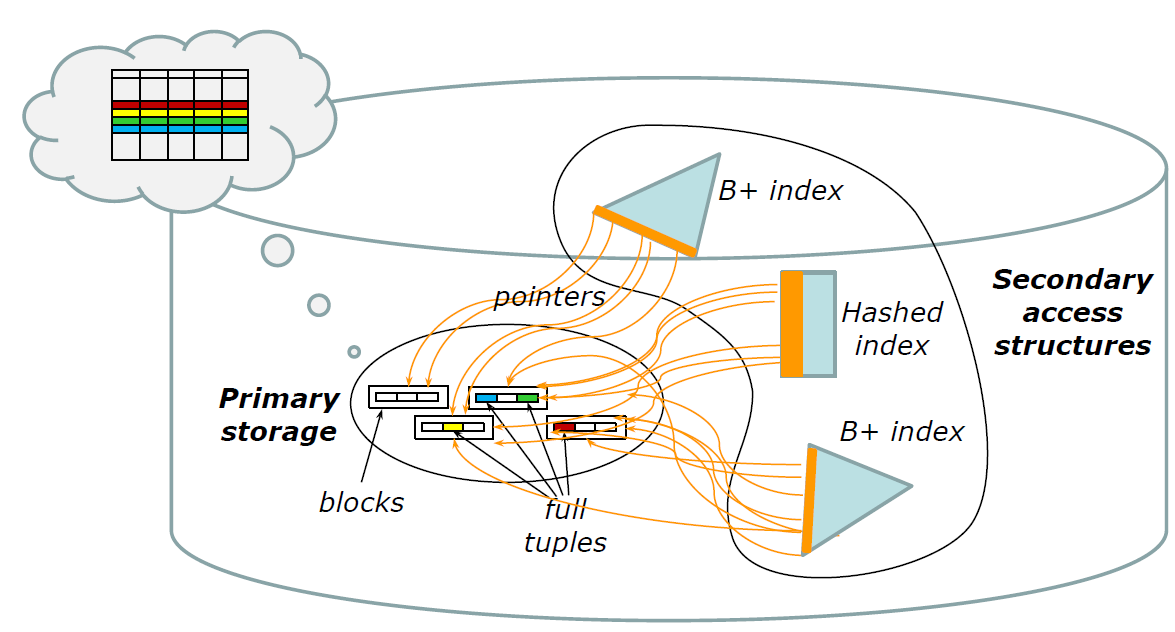 B+ index
pointers
Hashed
index
Secondary
access
structures
Primary
storage
B+ index
blocks
full
tuples